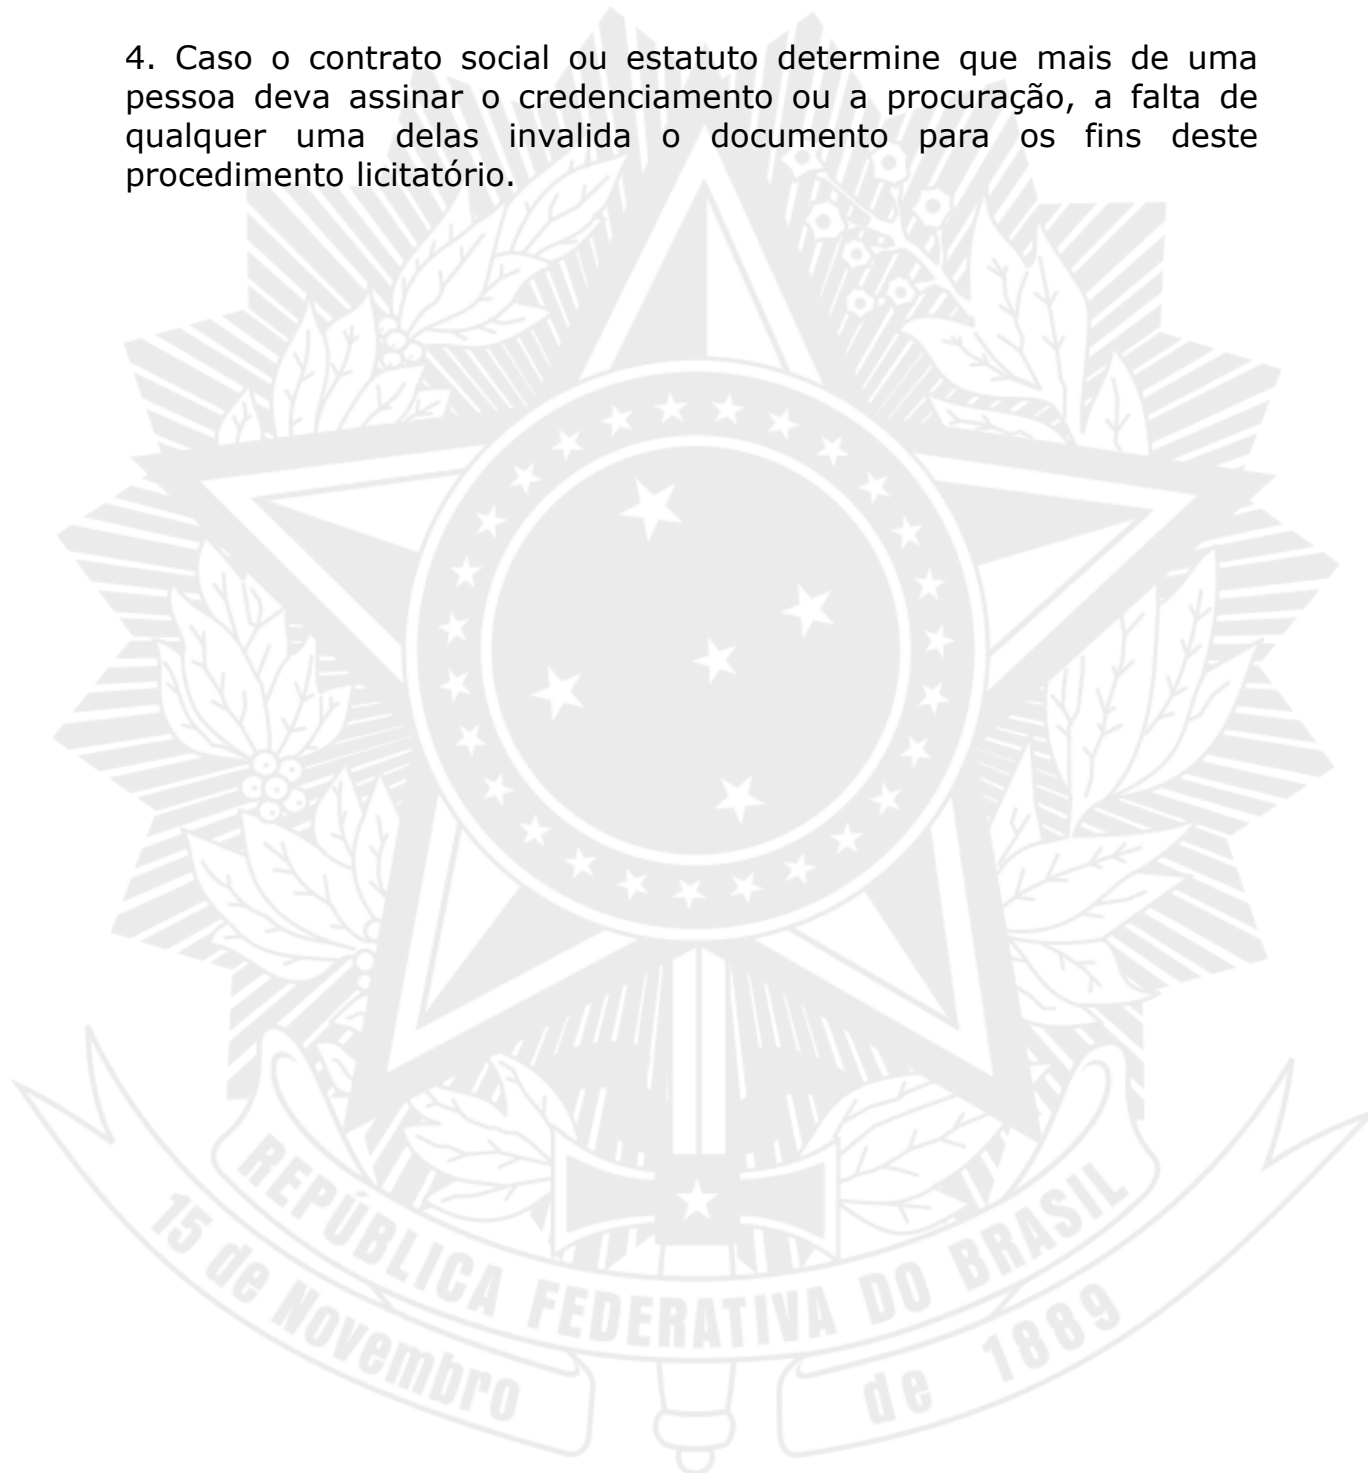 4. Caso o contrato social ou estatuto determine que mais de uma
pessoa deva assinar o credenciamento ou a procuração, a falta de
qualquer uma delas invalida o documento para os fins deste
procedimento licitatório.
REPÚBLICA FEDERATIVA DO BRASIL
15 de Novembro de 1889